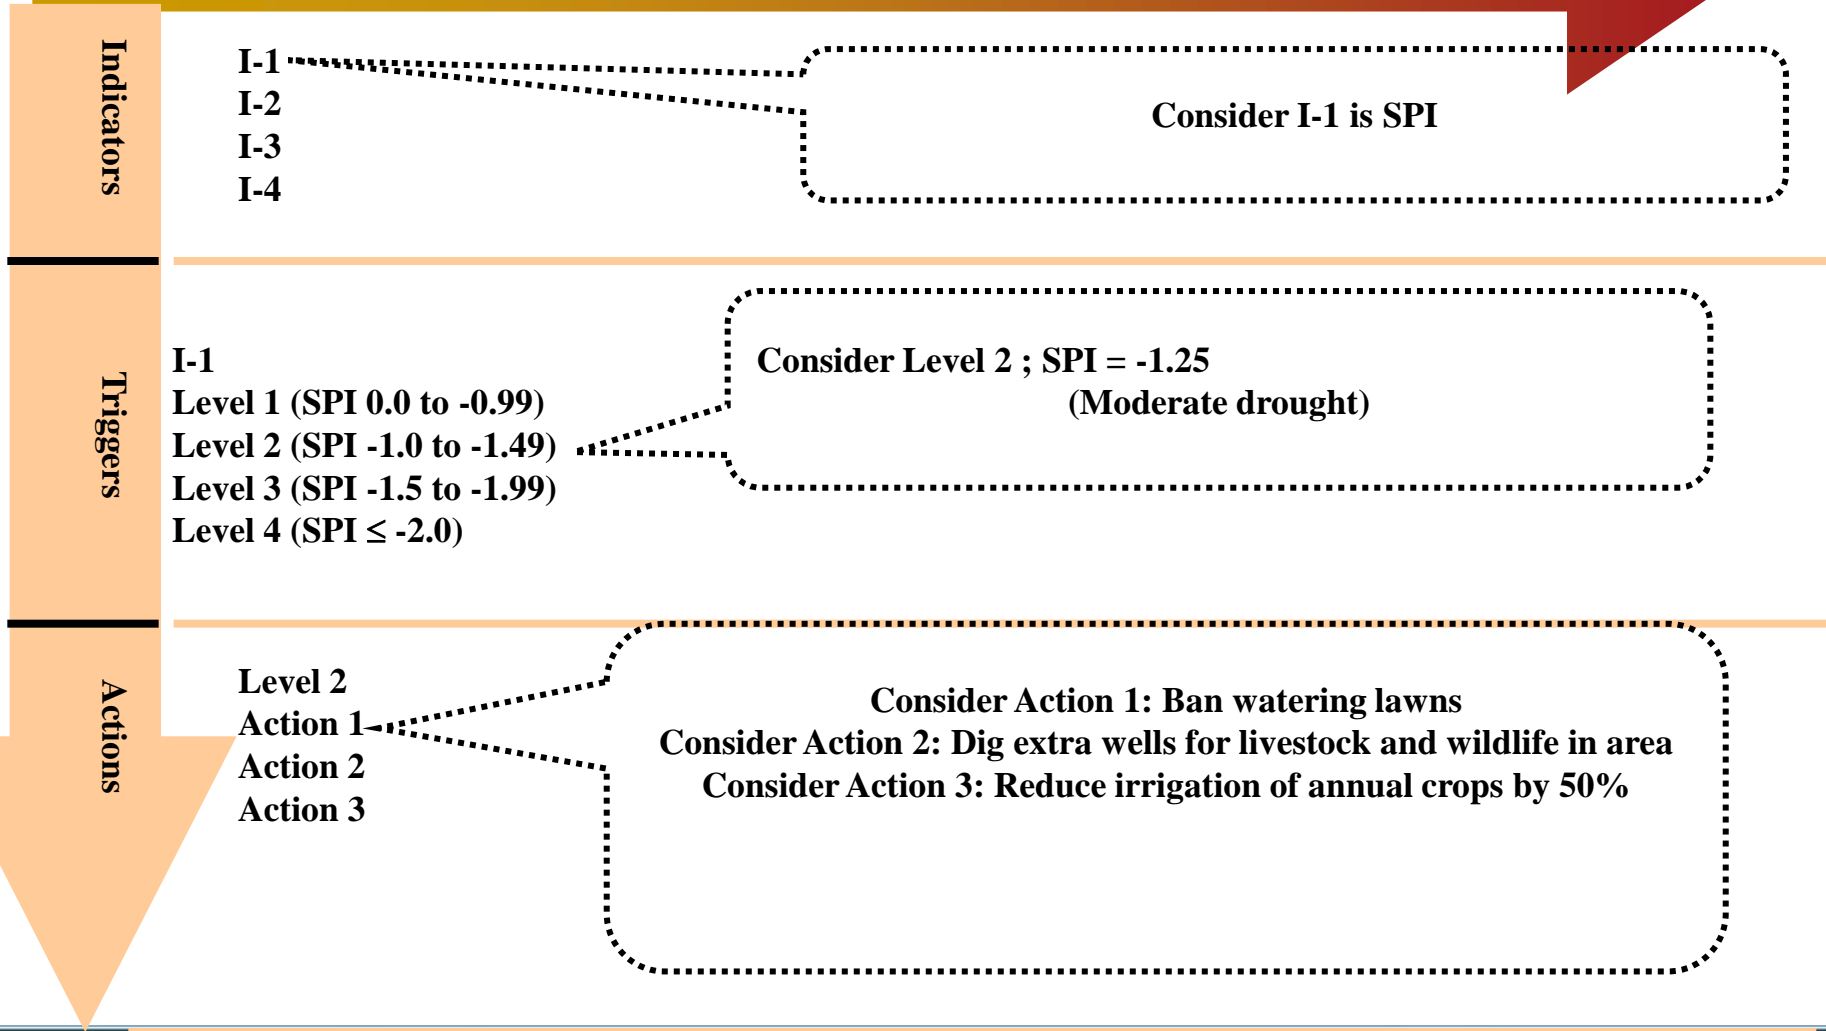 Indicators
I-1
I-2
I-3
I-4
Consider I-1 is SPI
Triggers
I-1
Level 1 (SPI 0.0 to -0.99)
Level 2 (SPI -1.0 to -1.49)
Level 3 (SPI -1.5 to -1.99)
Level 4 (SPI ≤ -2.0)
Consider Level 2 ; SPI = -1.25
(Moderate drought)
Actions
Level 2
Action 1
Action 2
Action 3
Consider Action 1: Ban watering lawns
Consider Action 2: Dig extra wells for livestock and wildlife in area
Consider Action 3: Reduce irrigation of annual crops by 50%